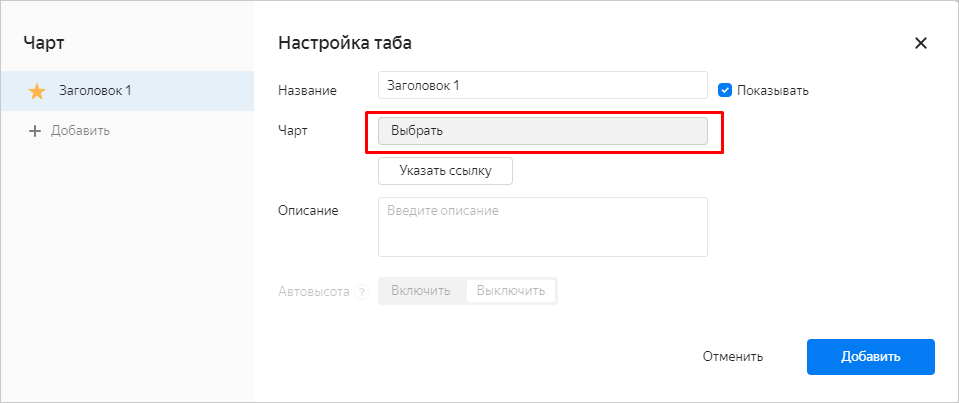 Чарт
Настройка таба
Заголовок 1
Добавить
Название
Заголовок 1
Показывать
Чарт
Выбрать
Указать ссылку
Описание
Введите описание
Автовысота ?
Включить
Выключить
Отменить
Добавить